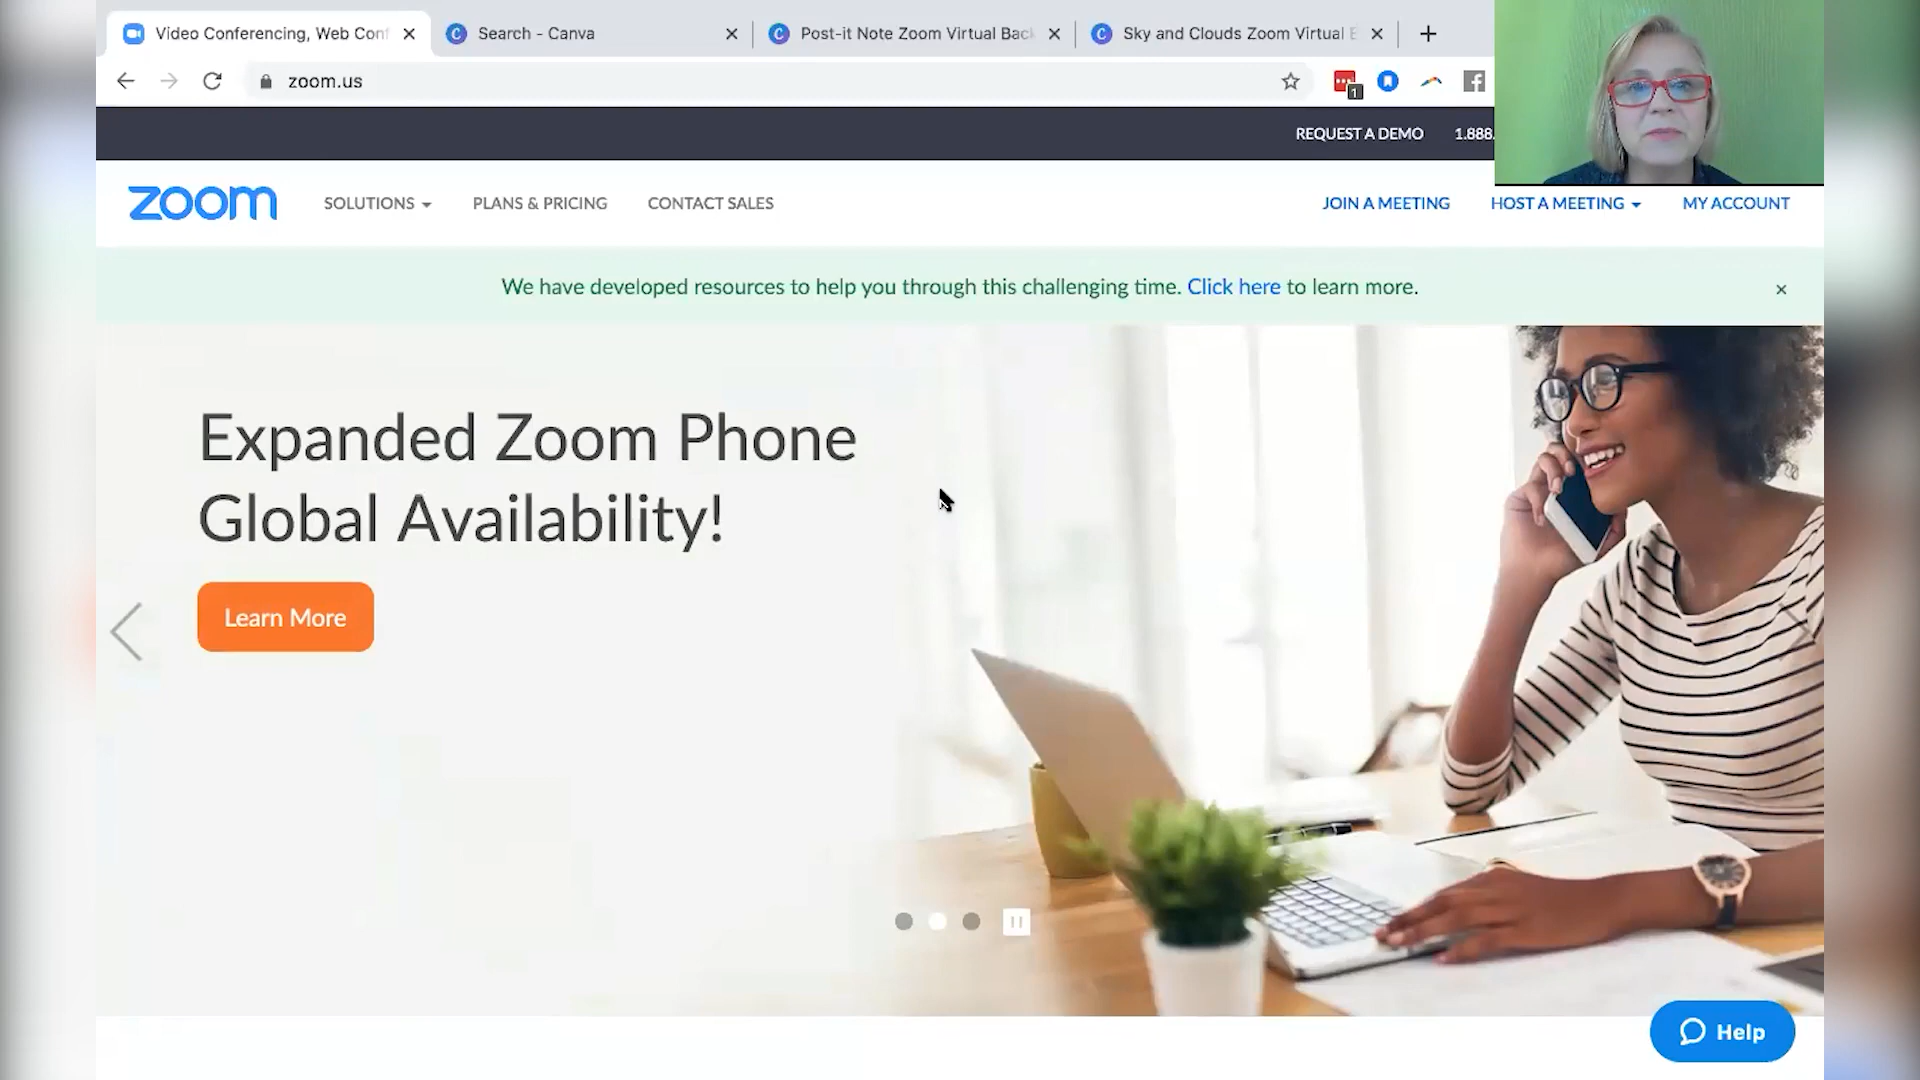 Video Conferencing, Web Conf
Search - Canva
Post-it Note Zoom Virtual Bac
Sky and Clouds Zoom Virtual B
zoom.us
1
REQUEST A DEMO
1.888.
zoom
SOLUTIONS
PLANS & PRICING
CONTACT SALES
JOIN A MEETING
HOST A MEETING
MY ACCOUNT
We have developed resources to help you through this challenging time. Click here to learn more.
Expanded Zoom Phone
Global Availability!
Learn More
Help